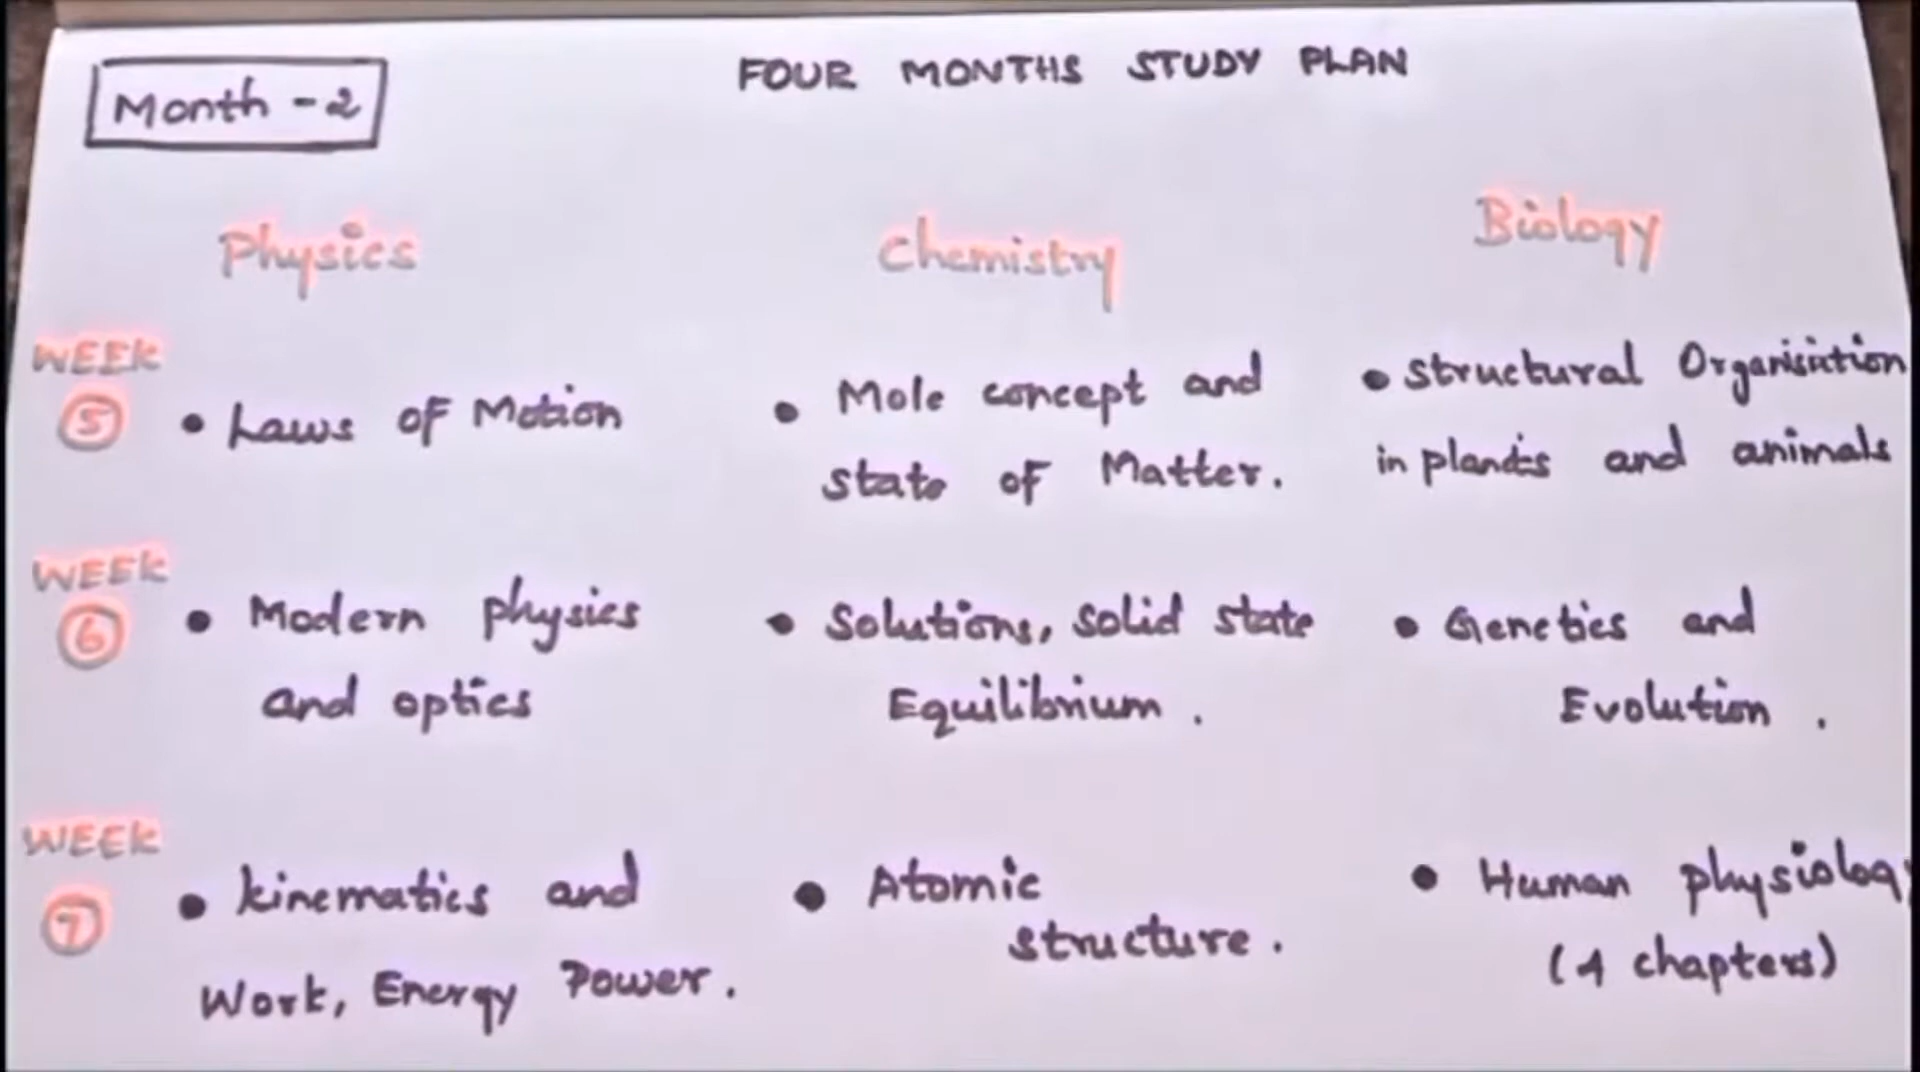 FOUR MONTHS STUDY PLAN
Month - 2
Physics Chemistry Biology
WEEK 5
• Laws of Motion
• Mole concept and
state of Matter.
• structural Organisation
in plants and animals
WEEK 6
• Modern physics
and optics
• Solutions, solid state
Equilibrium.
• Genetics and
Evolution.
WEEK 7
• kinematics and
Work, Energy Power.
• Atomic
structure.
• Human physiology
(4 chapters)